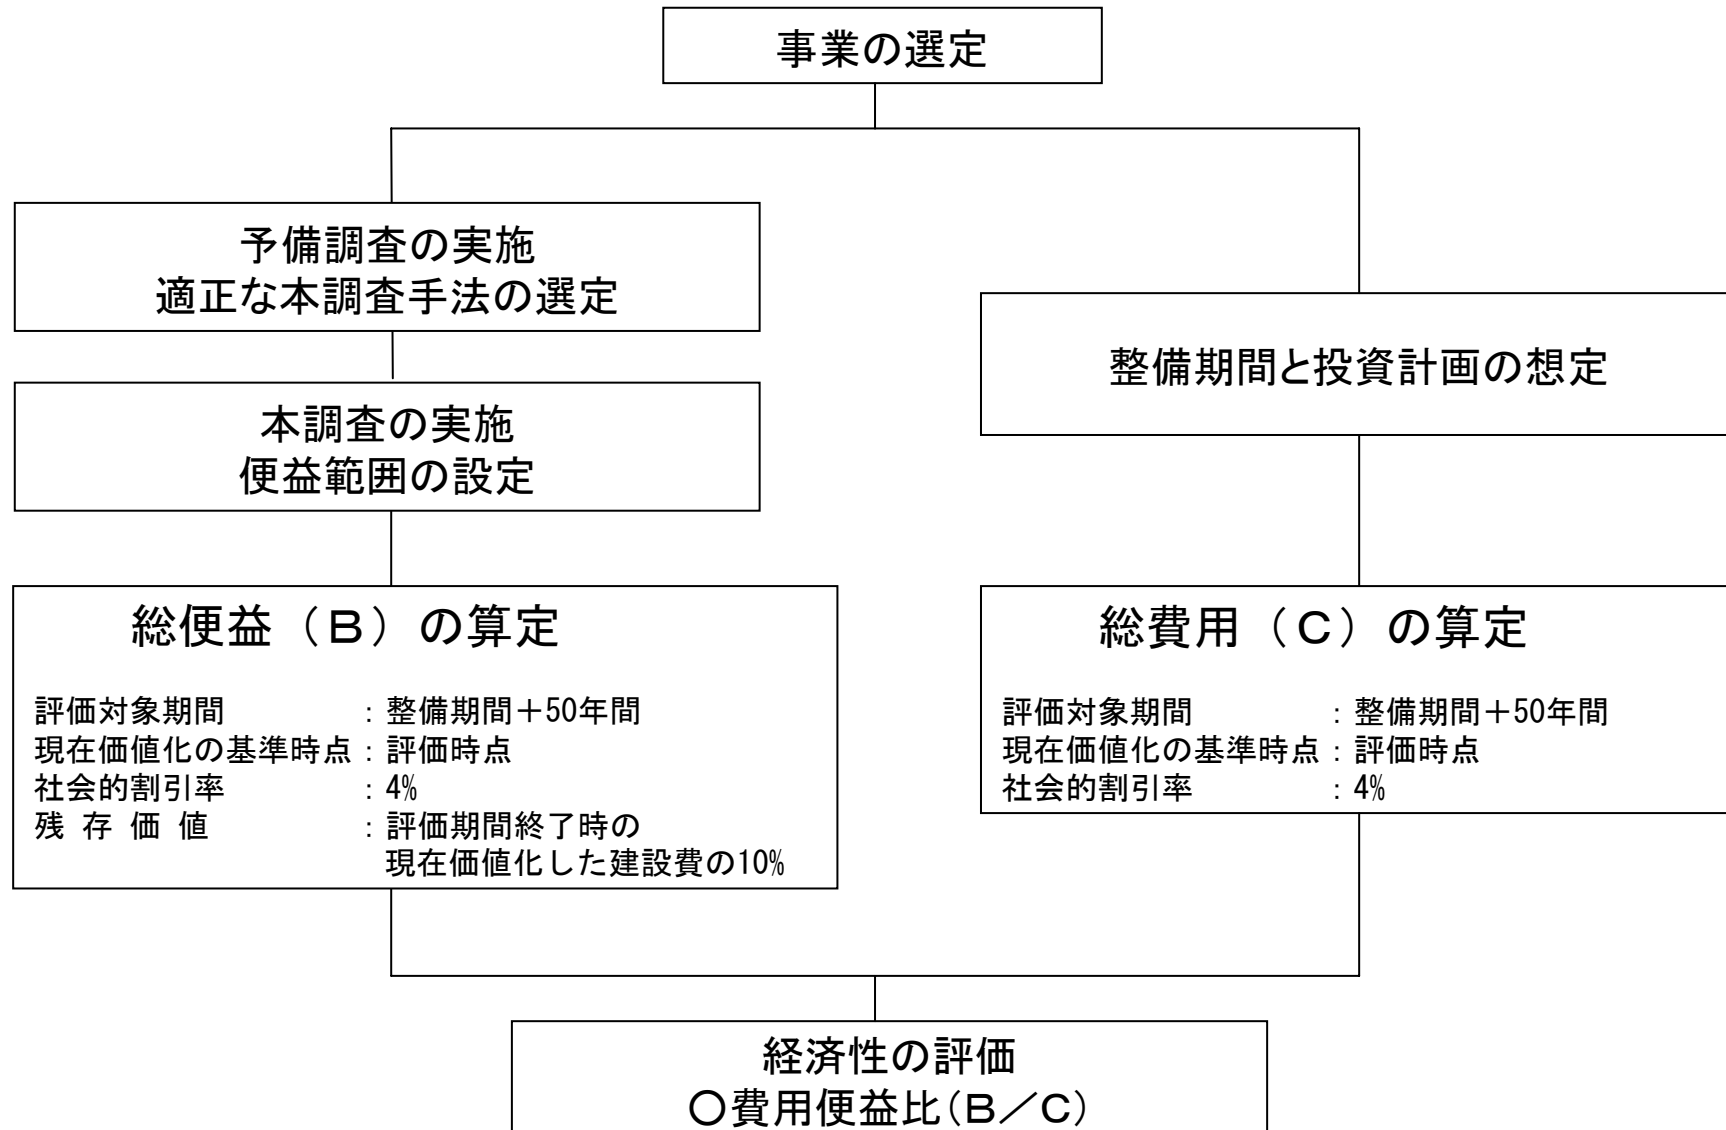 事業の選定
予備調査の実施
適正な本調査手法の選定
本調査の実施
便益範囲の設定
整備期間と投資計画の想定
総便益（Ｂ）の算定
評価対象期間　　　　：整備期間＋50年間
現在価値化の基準時点：評価時点
社会的割引率　　　　：4%
残 存 価 値　　　　：評価期間終了時の
現在価値化した建設費の10%
総費用（Ｃ）の算定
評価対象期間　　　　：整備期間＋50年間
現在価値化の基準時点：評価時点
社会的割引率　　　　：4%
経済性の評価
〇費用便益比（Ｂ／Ｃ）